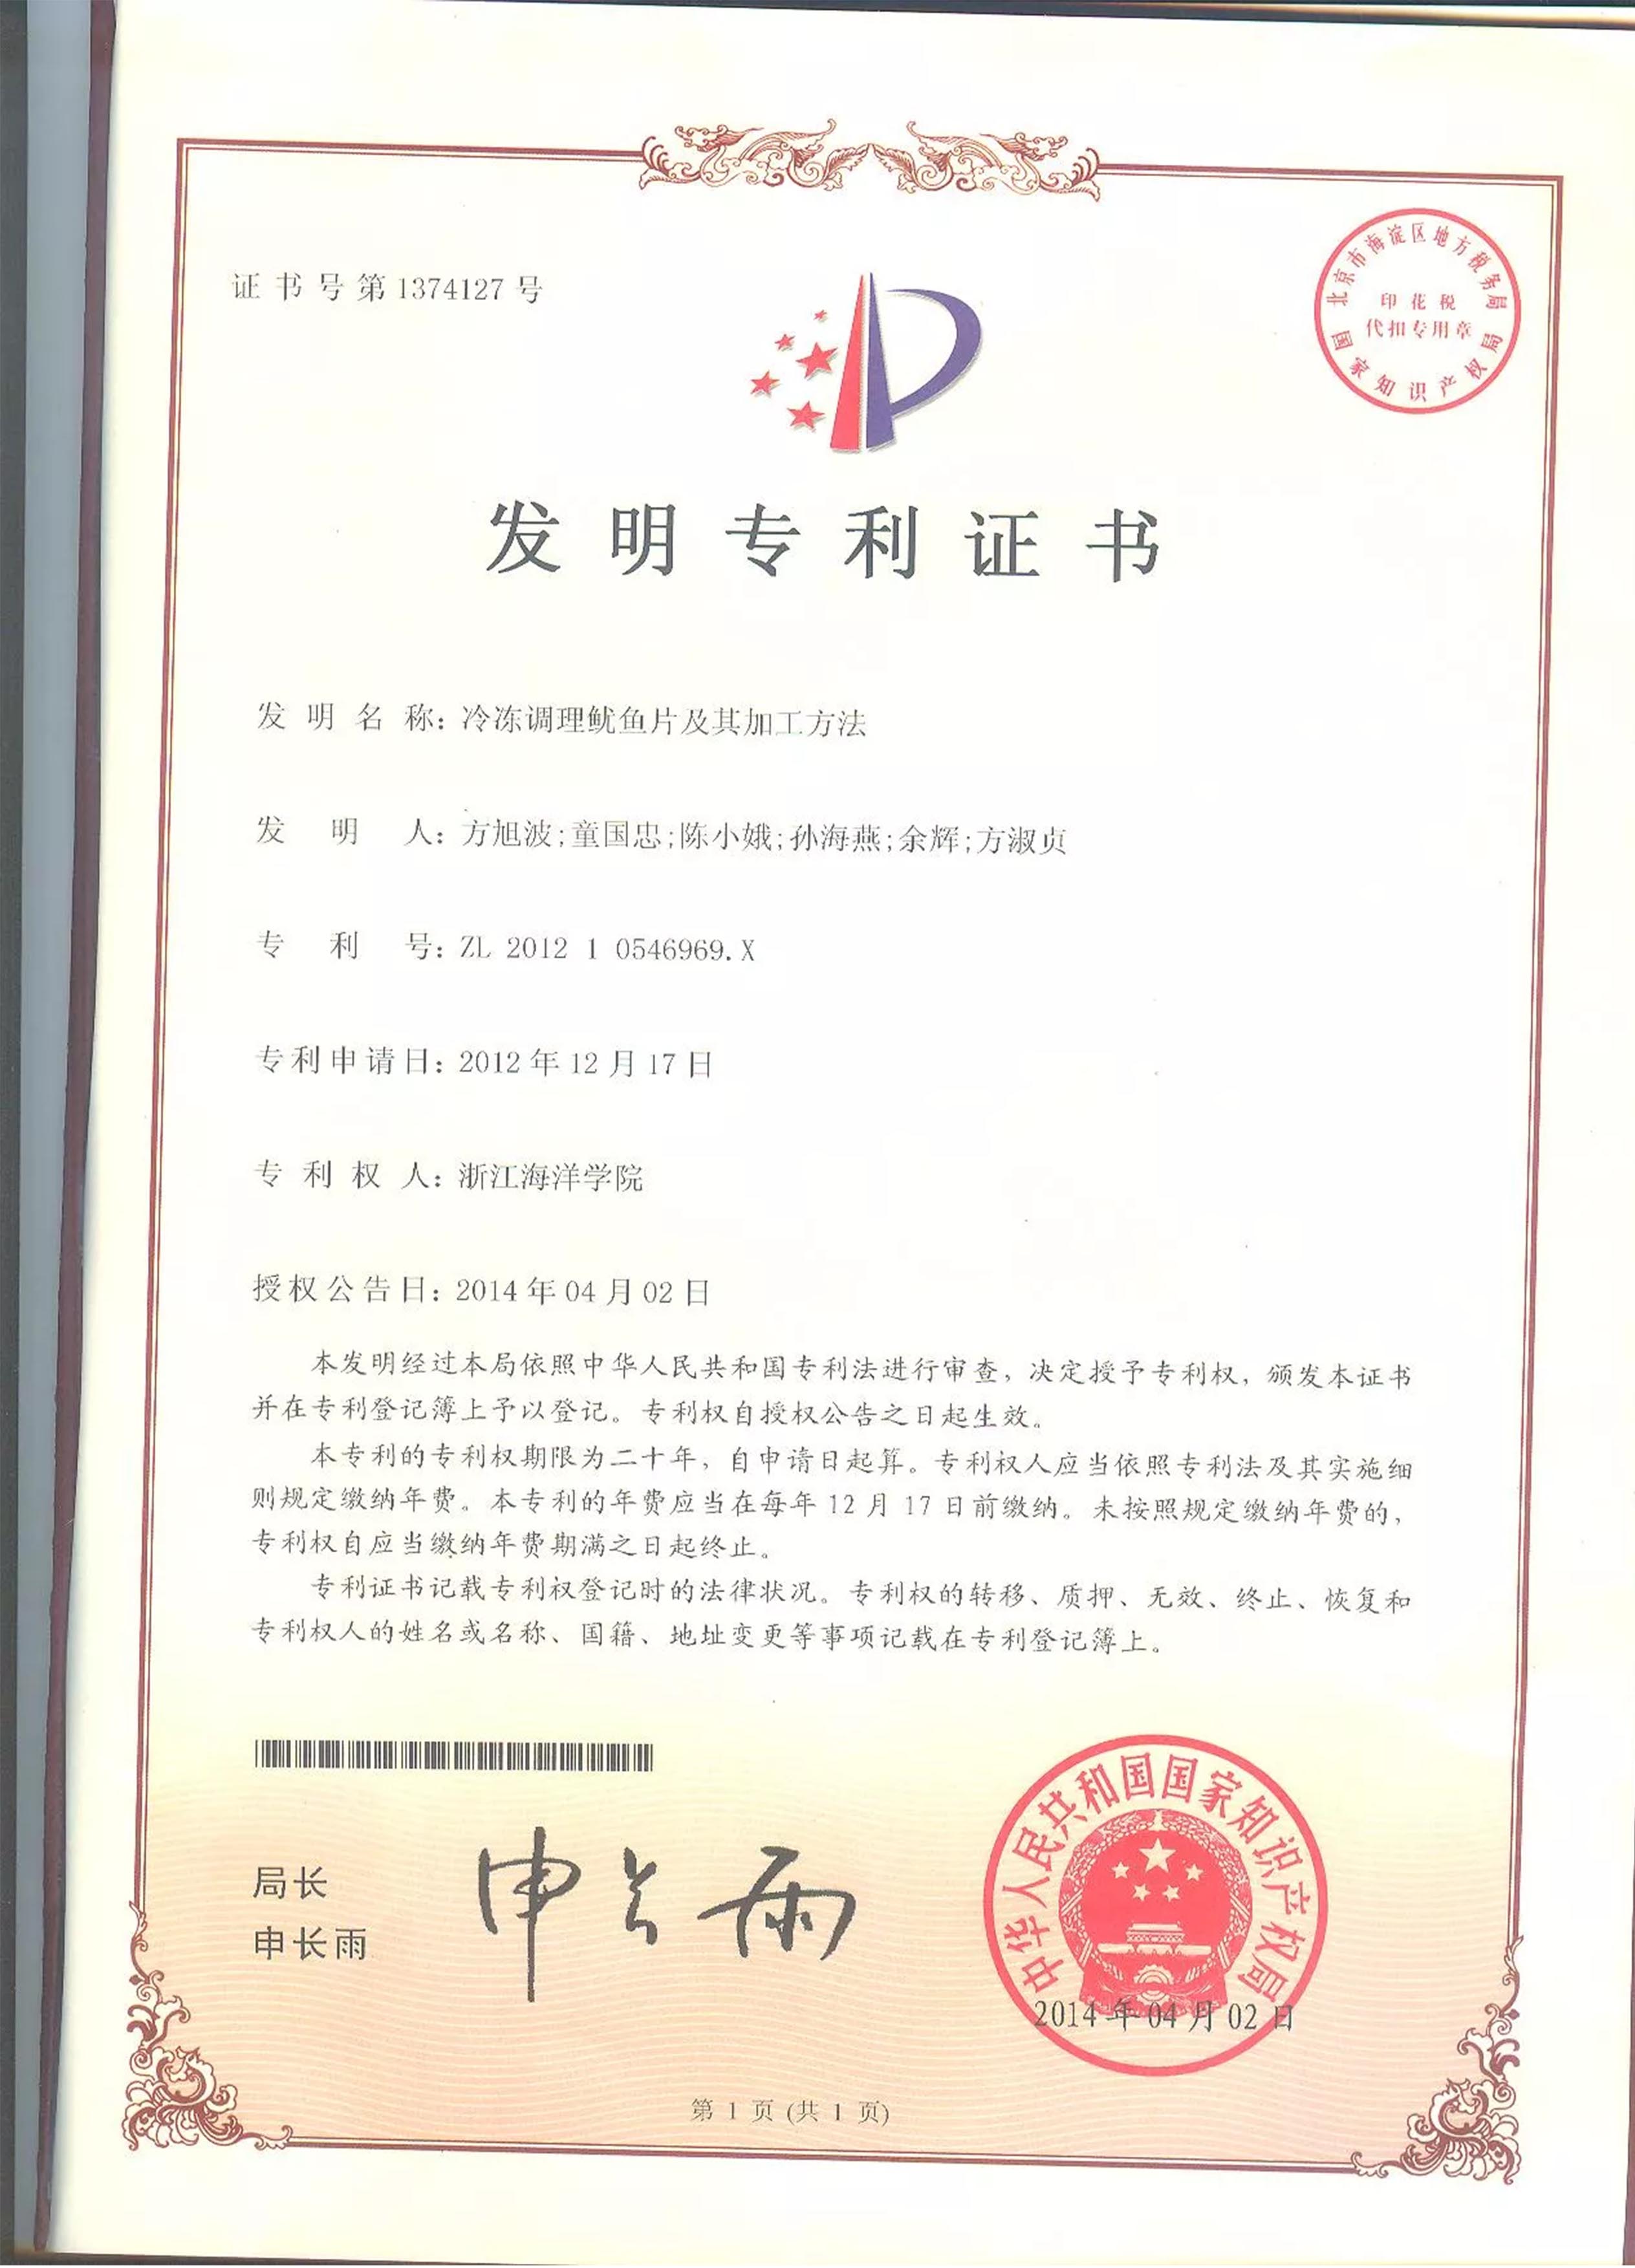 证书号第1374127号
北京市海淀区地方税务局
印花税
代扣专用章
国家知识产权局
发明专利证书
发明名称：冷冻调理鱿鱼片及其加工方法
发明人：方旭波;童国忠;陈小娥;孙海燕;余辉;方淑贞
专利号：ZL 2012 1 0546969.X
专利申请日：2012年12月17日
专利权人：浙江海洋学院
授权公告日：2014年04月02日
本发明经过本局依照中华人民共和国专利法进行审查，决定授予专利权，颁发本证书
并在专利登记簿上予以登记。专利权自授权公告之日起生效。
本专利的专利权期限为二十年，自申请日起算。专利权人应当依照专利法及其实施细
则规定缴纳年费。本专利的年费应当在每年12月17日前缴纳。未按照规定缴纳年费的，
专利权自应当缴纳年费期满之日起终止。
专利证书记载专利权登记时的法律状况。专利权的转移、质押、无效、终止、恢复和
专利权人的姓名或名称、国籍、地址变更等事项记载在专利登记簿上。
局长
申长雨
申长雨
中华人民共和国国家知识产权局
2014年04月02日
第1页(共1页)